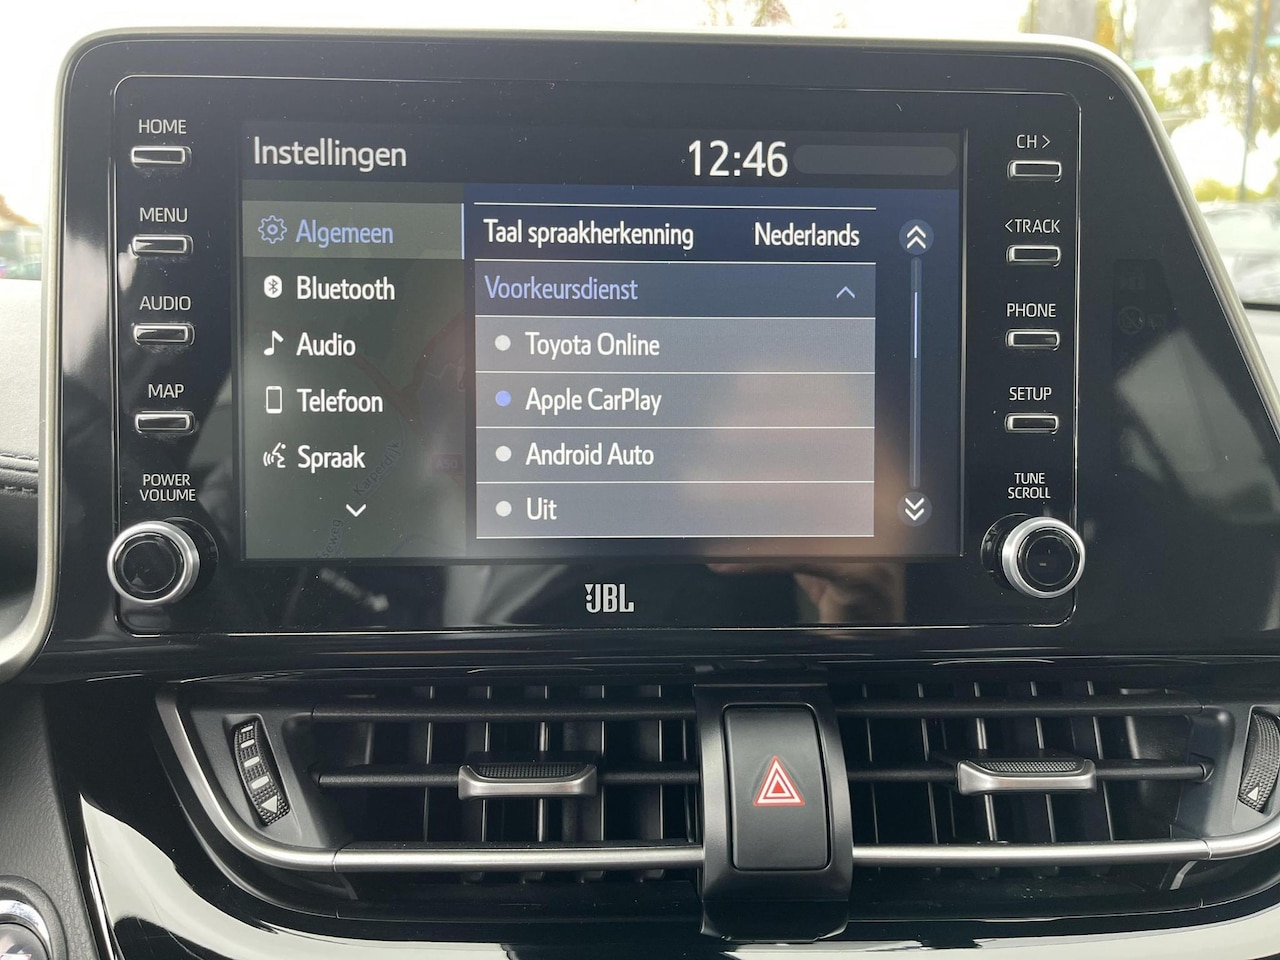 HOME
MENU
AUDIO
MAP
POWER
VOLUME
Instellingen
12:46
Algemeen
Bluetooth
Audio
Telefoon
Spraak
Taal spraakherkenning Nederlands
Voorkeursdienst
Toyota Online
Apple CarPlay
Android Auto
Uit
CH >
<TRACK
PHONE
SETUP
TUNE
SCROLL
JBL